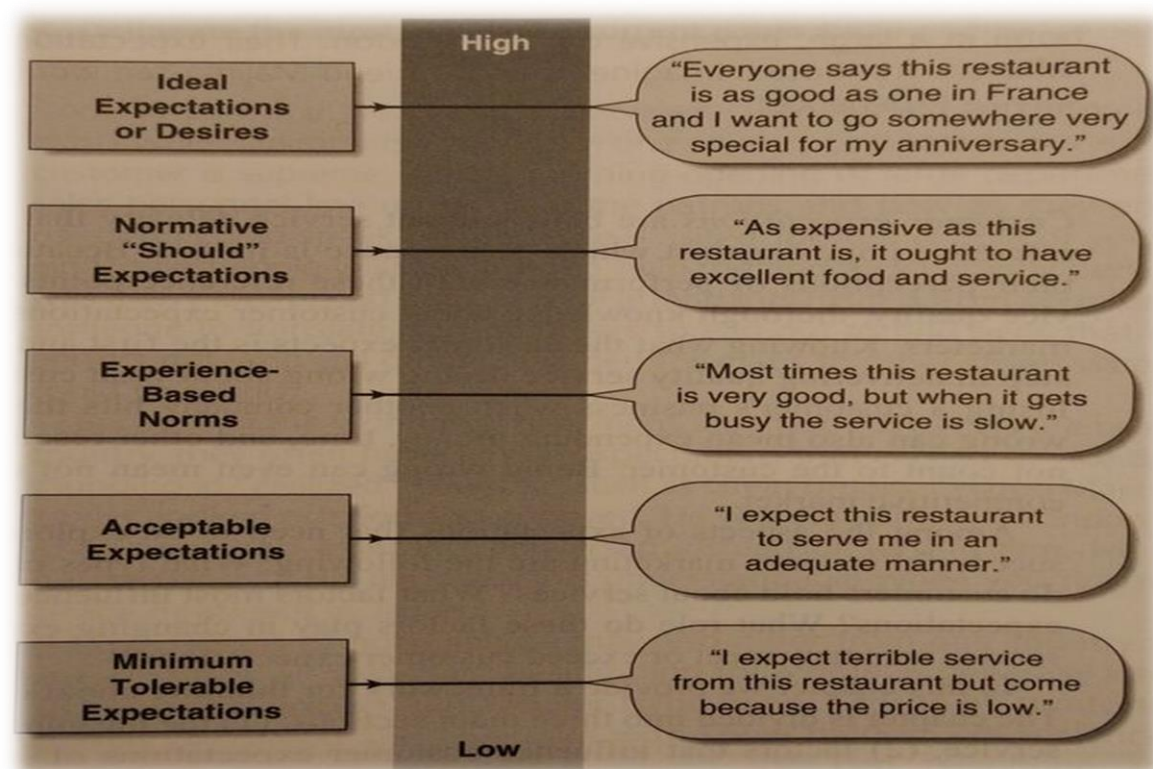 High
Ideal
Expectations
or Desires
“Everyone says this restaurant
is as good as one in France
and I want to go somewhere very
special for my anniversary.”
Normative
“Should”
Expectations
“As expensive as this
restaurant is, it ought to have
excellent food and service.”
Experience-
Based
Norms
“Most times this restaurant
is very good, but when it gets
busy the service is slow.”
Acceptable
Expectations
“I expect this restaurant
to serve me in an
adequate manner.”
Minimum
Tolerable
Expectations
“I expect terrible service
from this restaurant but come
because the price is low.”
Low